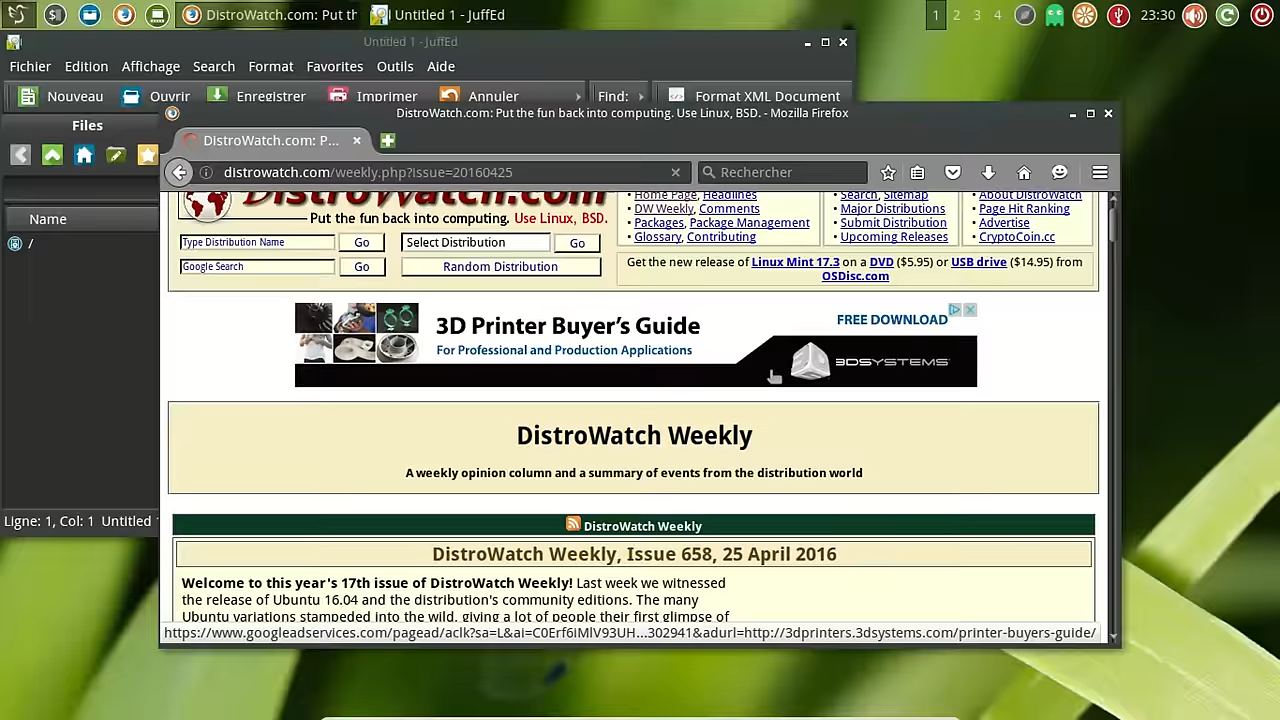 DistroWatch.com: Put th
Untitled 1 - JuffEd
1 2 3 4
23:30
Untitled 1 - JuffEd
Fichier Edition Affichage Search Format Favorites Outils Aide
Nouveau Ouvrir Enregistrer Imprimer Annuler Find: Format XML Document
Files
Name
/
Ligne: 1, Col: 1 Untitled
DistroWatch.com: Put the fun back into computing. Use Linux, BSD. - Mozilla Firefox
DistroWatch.com: P...
distrowatch.com/weekly.php?issue=20160425
Rechercher
DistroWatch.com
Put the fun back into computing. Use Linux, BSD.
Type Distribution Name Go Select Distribution Go
Google Search Go Random Distribution
• Home Page, Headlines
• DW Weekly, Comments
• Packages, Package Management
• Glossary, Contributing
• Search, Sitemap
• Major Distributions
• Submit Distribution
• Upcoming Releases
• About DistroWatch
• Page Hit Ranking
• Advertise
• CryptoCoin.cc
Get the new release of Linux Mint 17.3 on a DVD ($5.95) or USB drive ($14.95) from
OSDisc.com
3D Printer Buyer's Guide
For Professional and Production Applications
FREE DOWNLOAD
3DSYSTEMS
DistroWatch Weekly
A weekly opinion column and a summary of events from the distribution world
DistroWatch Weekly
DistroWatch Weekly, Issue 658, 25 April 2016
Welcome to this year's 17th issue of DistroWatch Weekly! Last week we witnessed
the release of Ubuntu 16.04 and the distribution's community editions. The many
Ubuntu variations stampeded into the wild, giving a lot of people their first glimpse of
https://www.googleadservices.com/pagead/aclk?sa=L&ai=C0Erf6iMlV93UH...302941&adurl=http://3dprinters.3dsystems.com/printer-buyers-guide/